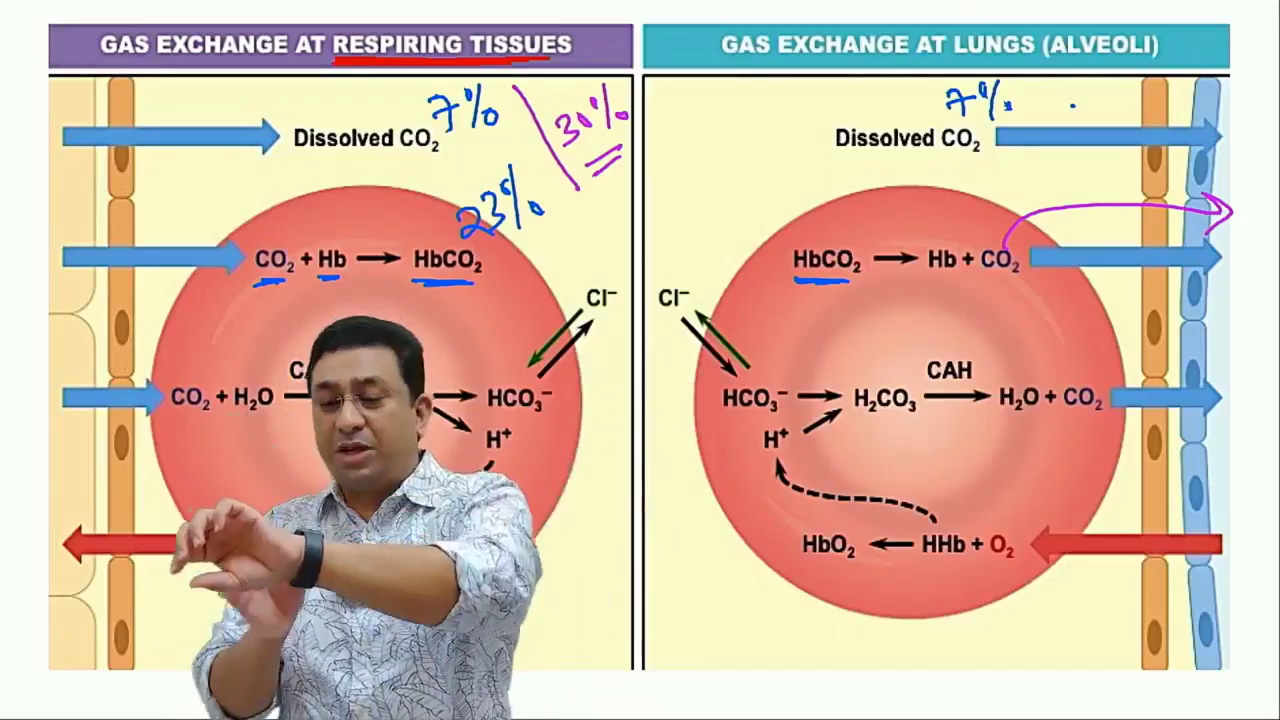 GAS EXCHANGE AT RESPIRING TISSUES
7%
30%
Dissolved CO₂
23%
CO₂ + Hb → HbCO₂
Cl⁻
CO₂ + H₂O → HCO₃⁻
H⁺
GAS EXCHANGE AT LUNGS (ALVEOLI)
7%
Dissolved CO₂
HbCO₂ → Hb + CO₂
Cl⁻
CAH
HCO₃⁻ → H₂CO₃ → H₂O + CO₂
H⁺
HbO₂ ← HHb + O₂